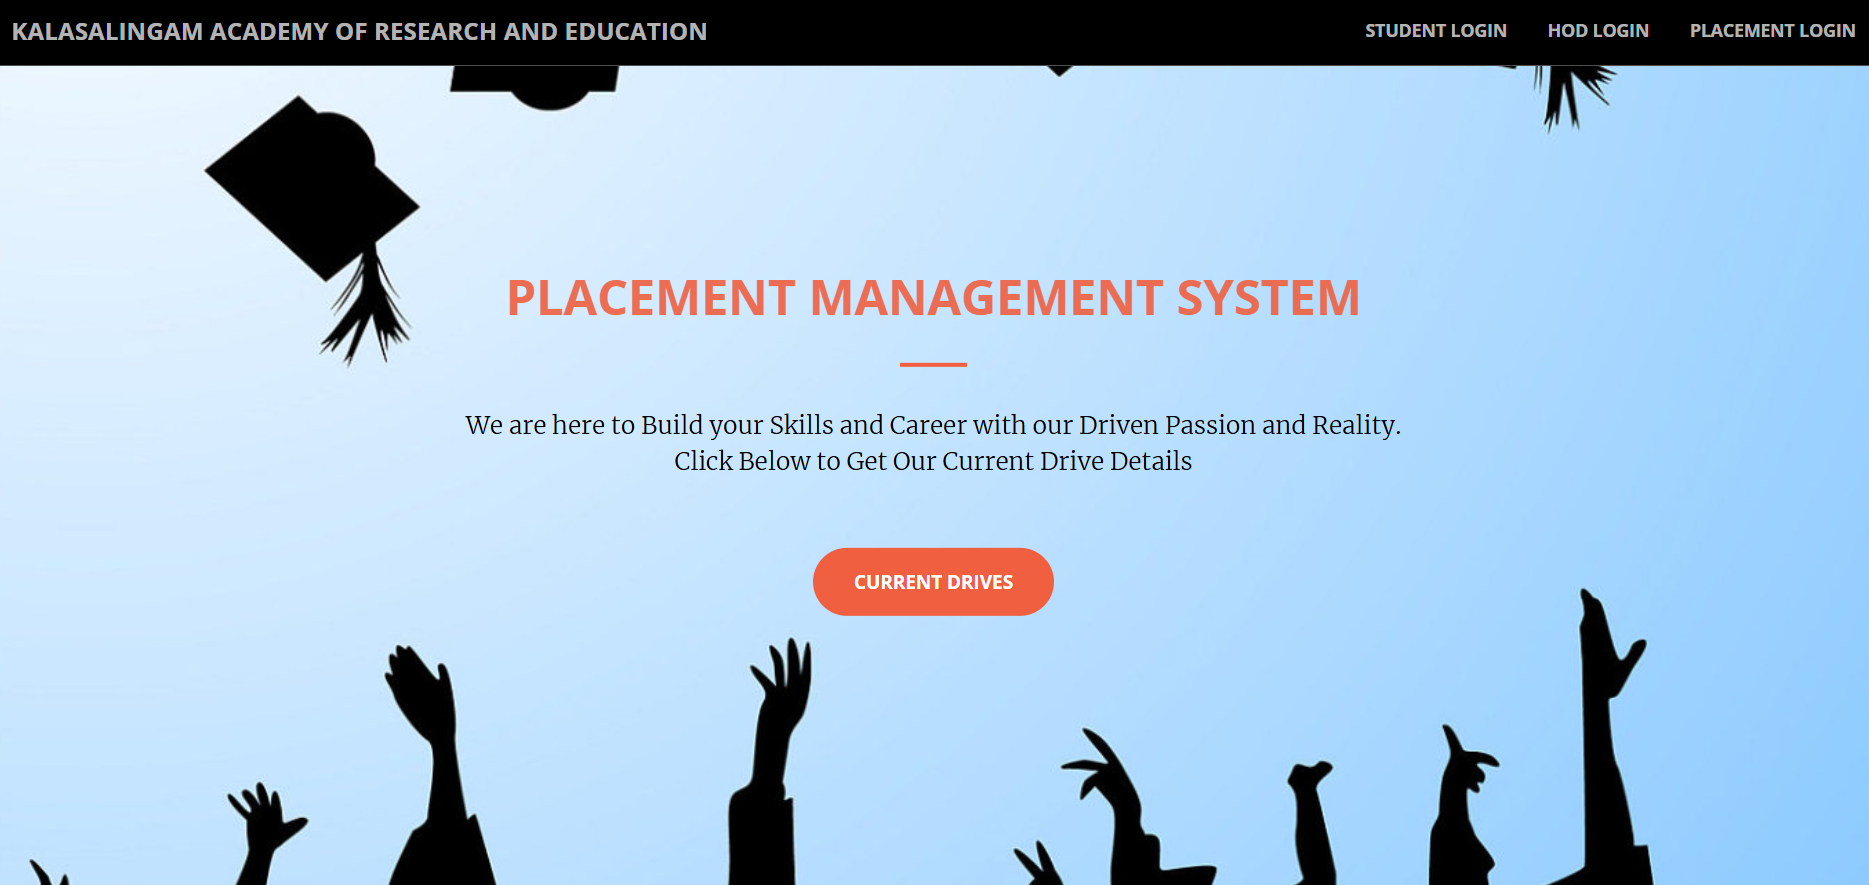 KALASALINGAM ACADEMY OF RESEARCH AND EDUCATION
STUDENT LOGIN
HOD LOGIN
PLACEMENT LOGIN
PLACEMENT MANAGEMENT SYSTEM
We are here to Build your Skills and Career with our Driven Passion and Reality.
Click Below to Get Our Current Drive Details
CURRENT DRIVES